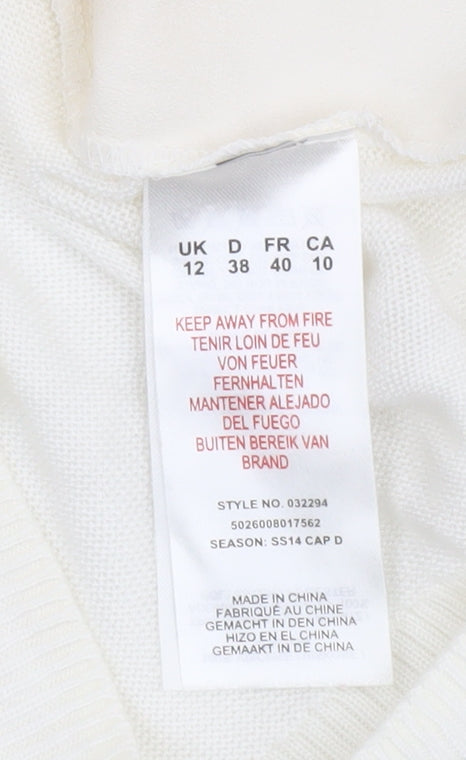 UK D FR CA
12 38 40 10
KEEP AWAY FROM FIRE
TENIR LOIN DE FEU
VON FEUER
FERNHALTEN
MANTENER ALEJADO
DEL FUEGO
BUITEN BEREIK VAN
BRAND
STYLE NO. 032294
5026008017562
SEASON: SS14 CAP D
MADE IN CHINA
FABRIQUÉ AU CHINE
GEMACHT IN DEN CHINA
HIZO EN EL CHINA
GEMAAKT IN DE CHINA